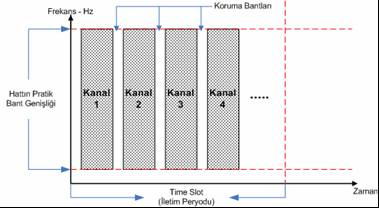 Frekans - Hz
Koruma Bantları
Hattın Pratik
Bant Genişliği
Kanal
1
Kanal
2
Kanal
3
Kanal
4
.....
Zaman
Time Slot
(İletim Peryodu)